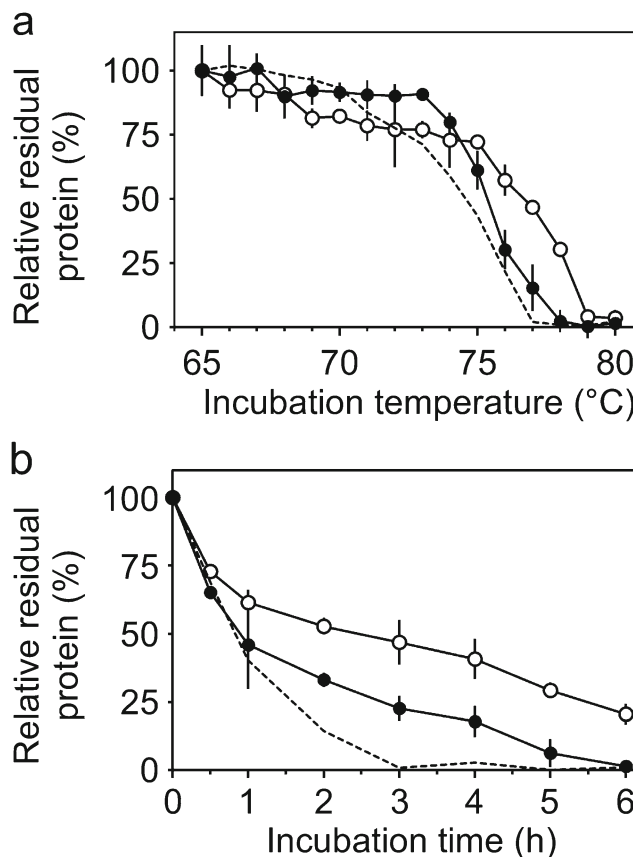 a
Relative residual
protein (%)
100
75
50
25
0
65
70
75
80
Incubation temperature (°C)
b
Relative residual
protein (%)
100
75
50
25
0
0
1
2
3
4
5
6
Incubation time (h)